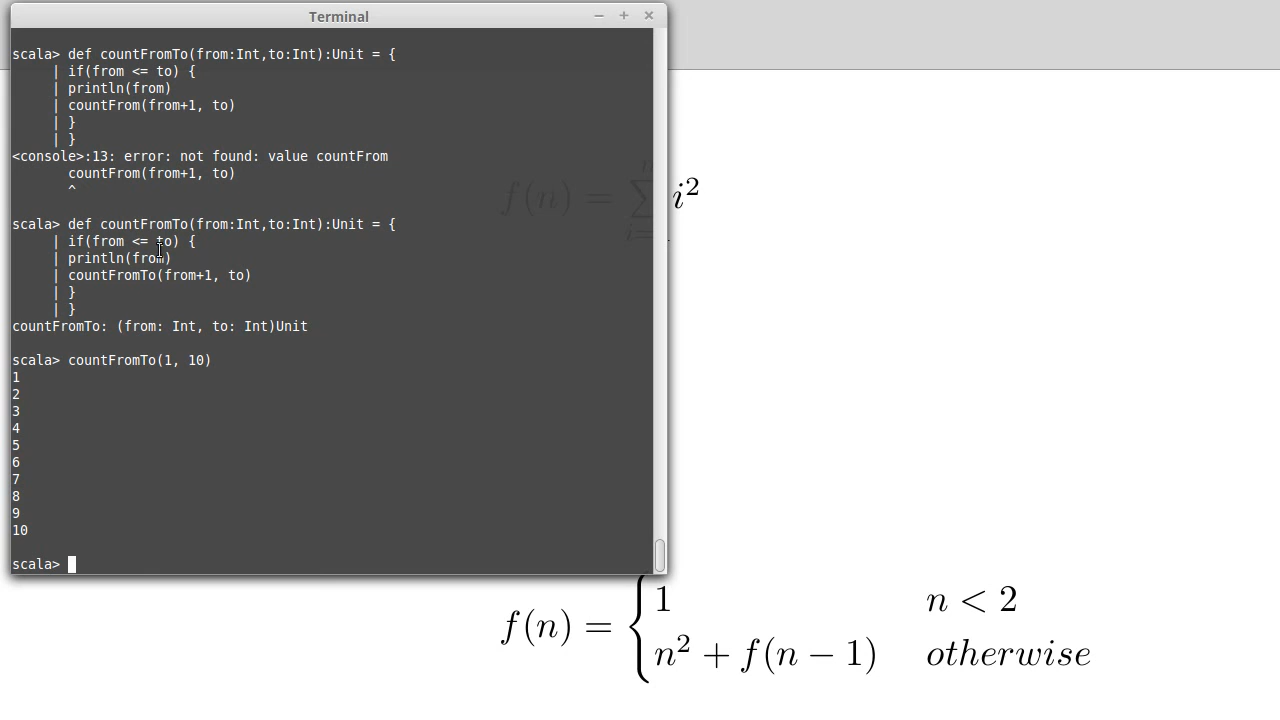 Terminal
scala> def countFromTo(from:Int,to:Int):Unit = {
| if(from <= to) {
| println(from)
| countFrom(from+1, to)
| }
| }
<console>:13: error: not found: value countFrom
countFrom(from+1, to)
^
scala> def countFromTo(from:Int,to:Int):Unit = {
| if(from <= to) {
| println(from)
| countFromTo(from+1, to)
| }
| }
countFromTo: (from: Int, to: Int)Unit
scala> countFromTo(1, 10)
1
2
3
4
5
6
7
8
9
10
scala>
n
f(n) = ∑ i²
i=
f(n) = { 1 n < 2
n² + f(n − 1) otherwise